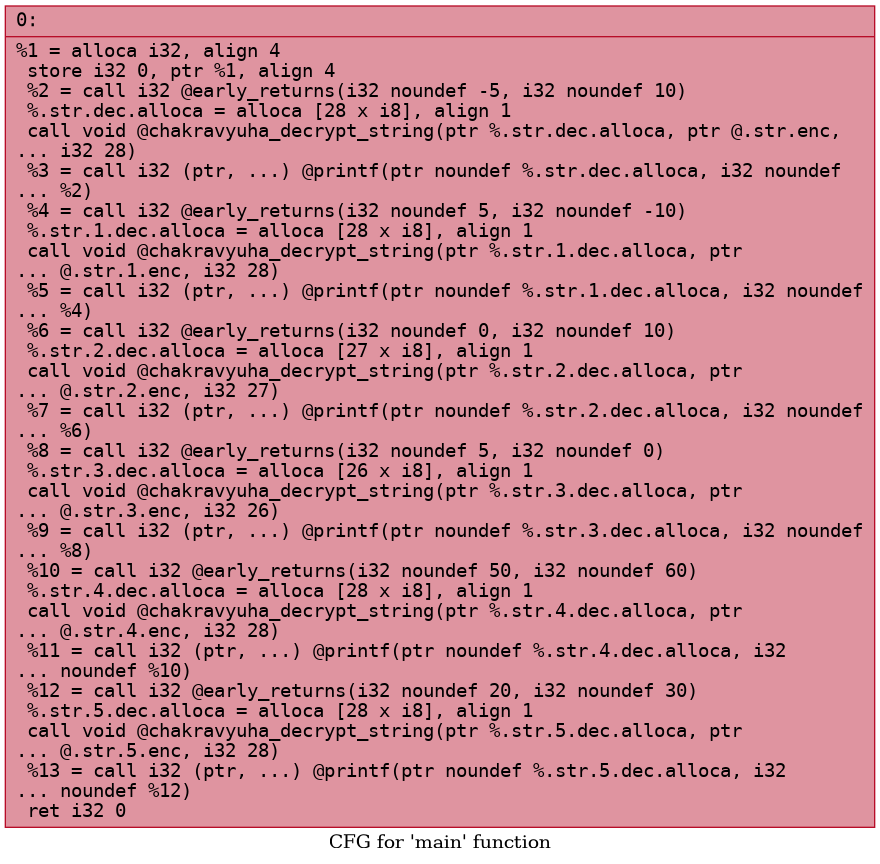 0:
%1 = alloca i32, align 4
store i32 0, ptr %1, align 4
%2 = call i32 @early_returns(i32 noundef -5, i32 noundef 10)
%.str.dec.alloca = alloca [28 x i8], align 1
call void @chakravyuha_decrypt_string(ptr %.str.dec.alloca, ptr @.str.enc,
... i32 28)
%3 = call i32 (ptr, ...) @printf(ptr noundef %.str.dec.alloca, i32 noundef
... %2)
%4 = call i32 @early_returns(i32 noundef 5, i32 noundef -10)
%.str.1.dec.alloca = alloca [28 x i8], align 1
call void @chakravyuha_decrypt_string(ptr %.str.1.dec.alloca, ptr
... @.str.1.enc, i32 28)
%5 = call i32 (ptr, ...) @printf(ptr noundef %.str.1.dec.alloca, i32 noundef
... %4)
%6 = call i32 @early_returns(i32 noundef 0, i32 noundef 10)
%.str.2.dec.alloca = alloca [27 x i8], align 1
call void @chakravyuha_decrypt_string(ptr %.str.2.dec.alloca, ptr
... @.str.2.enc, i32 27)
%7 = call i32 (ptr, ...) @printf(ptr noundef %.str.2.dec.alloca, i32 noundef
... %6)
%8 = call i32 @early_returns(i32 noundef 5, i32 noundef 0)
%.str.3.dec.alloca = alloca [26 x i8], align 1
call void @chakravyuha_decrypt_string(ptr %.str.3.dec.alloca, ptr
... @.str.3.enc, i32 26)
%9 = call i32 (ptr, ...) @printf(ptr noundef %.str.3.dec.alloca, i32 noundef
... %8)
%10 = call i32 @early_returns(i32 noundef 50, i32 noundef 60)
%.str.4.dec.alloca = alloca [28 x i8], align 1
call void @chakravyuha_decrypt_string(ptr %.str.4.dec.alloca, ptr
... @.str.4.enc, i32 28)
%11 = call i32 (ptr, ...) @printf(ptr noundef %.str.4.dec.alloca, i32
... noundef %10)
%12 = call i32 @early_returns(i32 noundef 20, i32 noundef 30)
%.str.5.dec.alloca = alloca [28 x i8], align 1
call void @chakravyuha_decrypt_string(ptr %.str.5.dec.alloca, ptr
... @.str.5.enc, i32 28)
%13 = call i32 (ptr, ...) @printf(ptr noundef %.str.5.dec.alloca, i32
... noundef %12)
ret i32 0
CFG for 'main' function